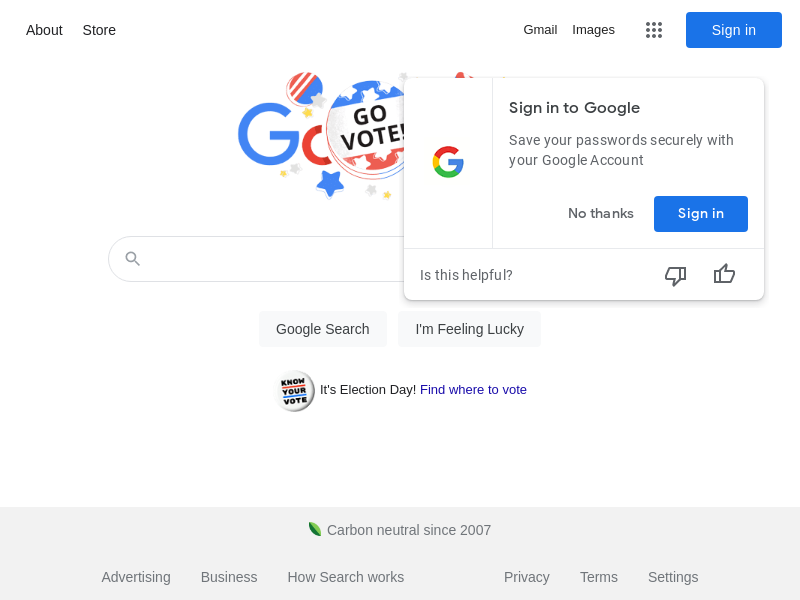 About Store Gmail Images Sign in
GO
VOTE!
Sign in to Google
Save your passwords securely with
your Google Account
No thanks Sign in
Is this helpful?
Google Search I'm Feeling Lucky
KNOW
YOUR
VOTE
It's Election Day! Find where to vote
Carbon neutral since 2007
Advertising Business How Search works Privacy Terms Settings